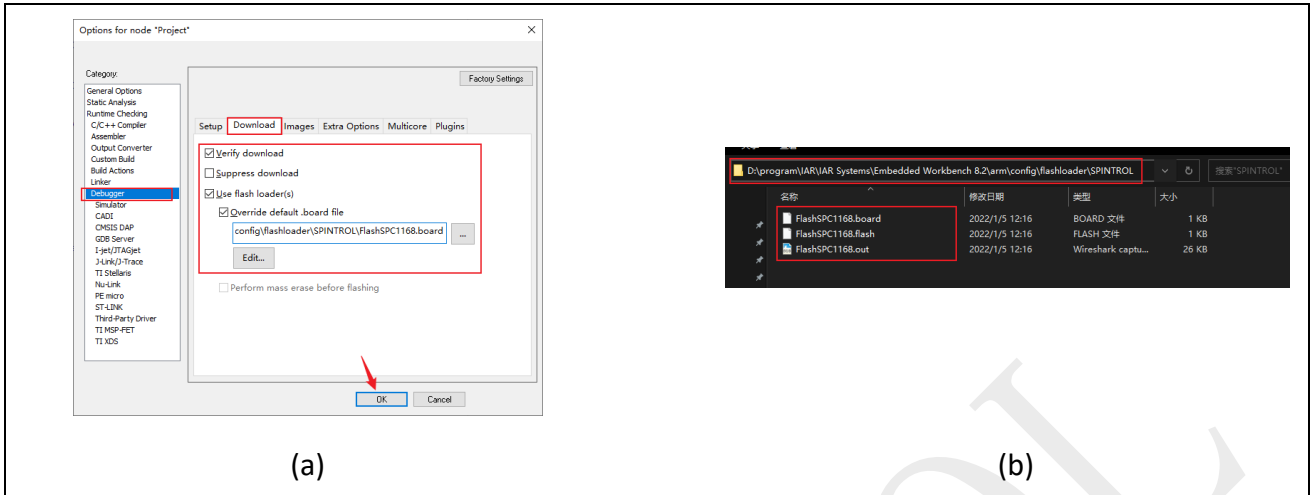 Options for node "Project"
Category:
General Options
Static Analysis
Runtime Checking
C/C++ Compiler
Assembler
Output Converter
Custom Build
Build Actions
Linker
Debugger
Simulator
CADI
CMSIS DAP
GDB Server
I-jet/JTAGjet
J-Link/J-Trace
TI Stellaris
Nu-Link
PE micro
ST-LINK
Third-Party Driver
TI MSP-FET
TI XDS
Factory Settings
Setup Download Images Extra Options Multicore Plugins
Verify download
Suppress download
Use flash loader(s)
Override default .board file
config\flashloader\SPINTROL\FlashSPC1168.board ...
Edit...
Perform mass erase before flashing
OK Cancel
(a)
D:\program\IAR\IAR Systems\Embedded Workbench 8.2\arm\config\flashloader\SPINTROL 搜索"SPINTROL"
名称 修改日期 类型 大小
FlashSPC1168.board 2022/1/5 12:16 BOARD 文件 1 KB
FlashSPC1168.flash 2022/1/5 12:16 FLASH 文件 1 KB
FlashSPC1168.out 2022/1/5 12:16 Wireshark captu... 26 KB
(b)